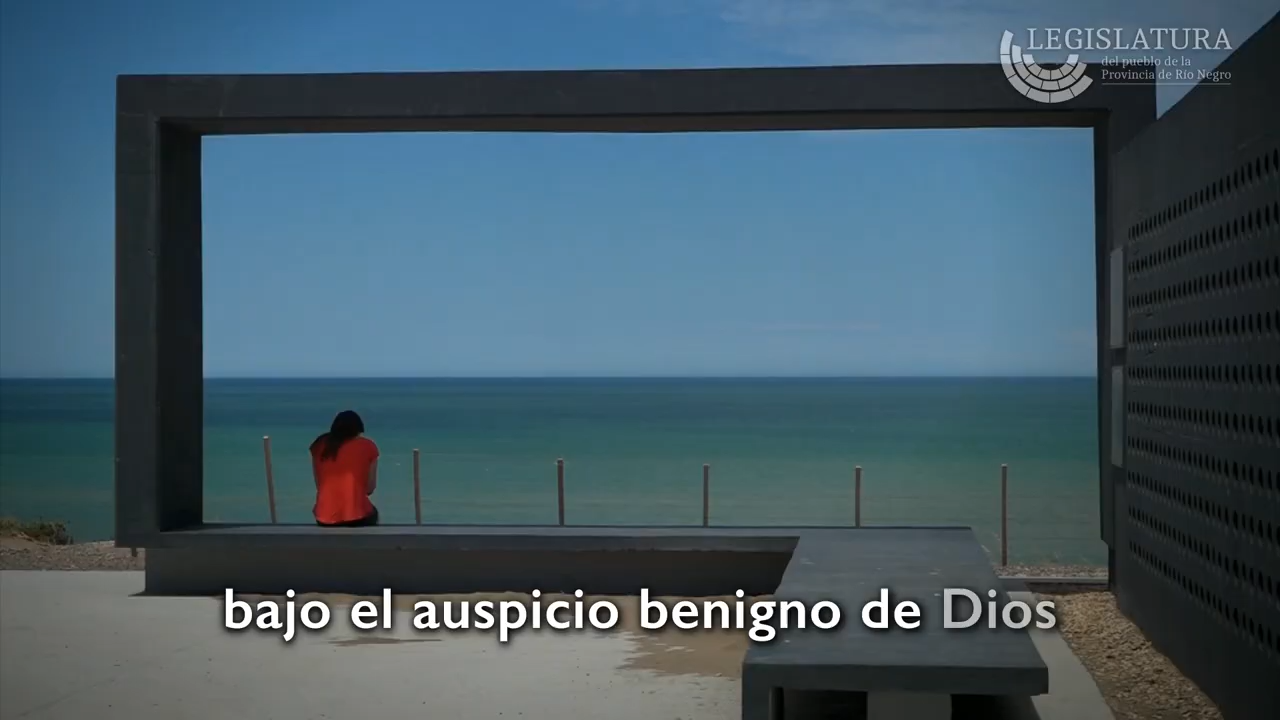 LEGISLATURA
del pueblo de la
Provincia de Río Negro
bajo el auspicio benigno de Dios